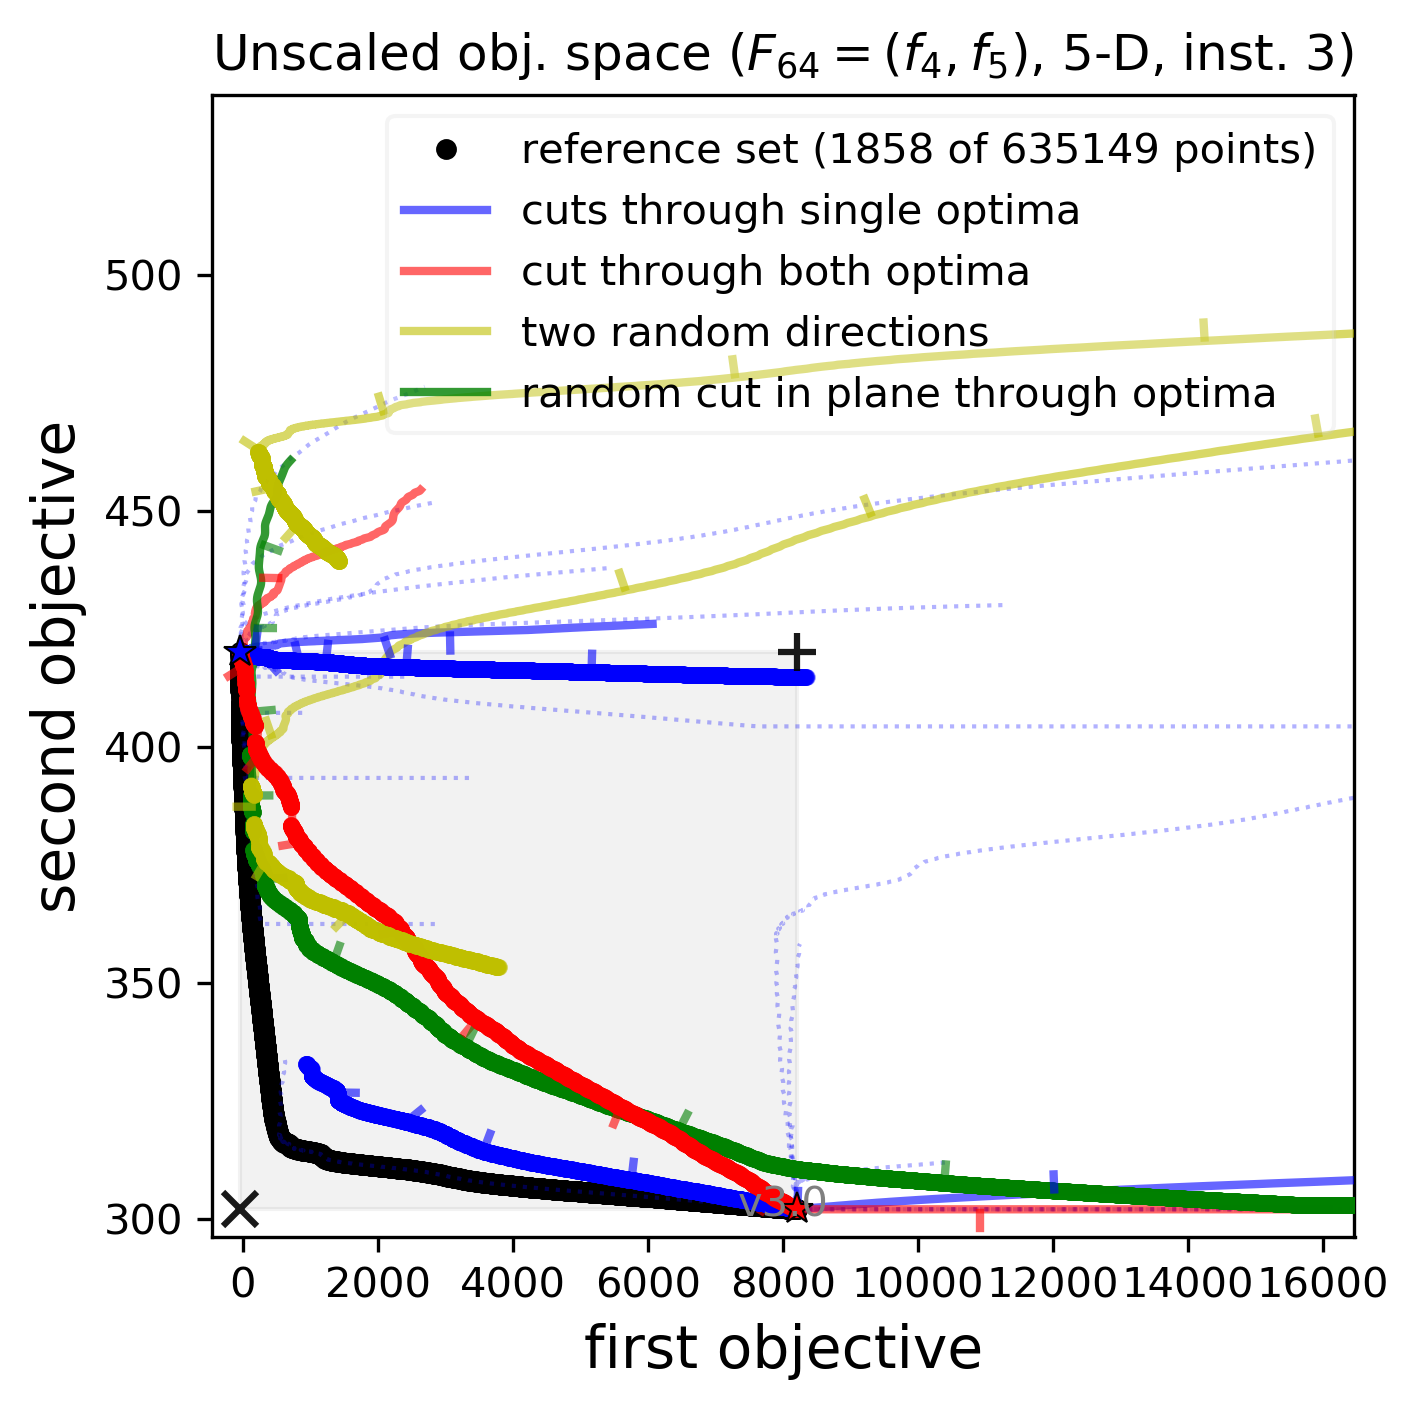 Unscaled obj. space (F₆₄ = (f₄, f₅), 5-D, inst. 3)
reference set (1858 of 635149 points)
cuts through single optima
cut through both optima
two random directions
random cut in plane through optima
second objective
500
450
400
350
300
v3.0
0 2000 4000 6000 8000 10000 12000 14000 16000
first objective